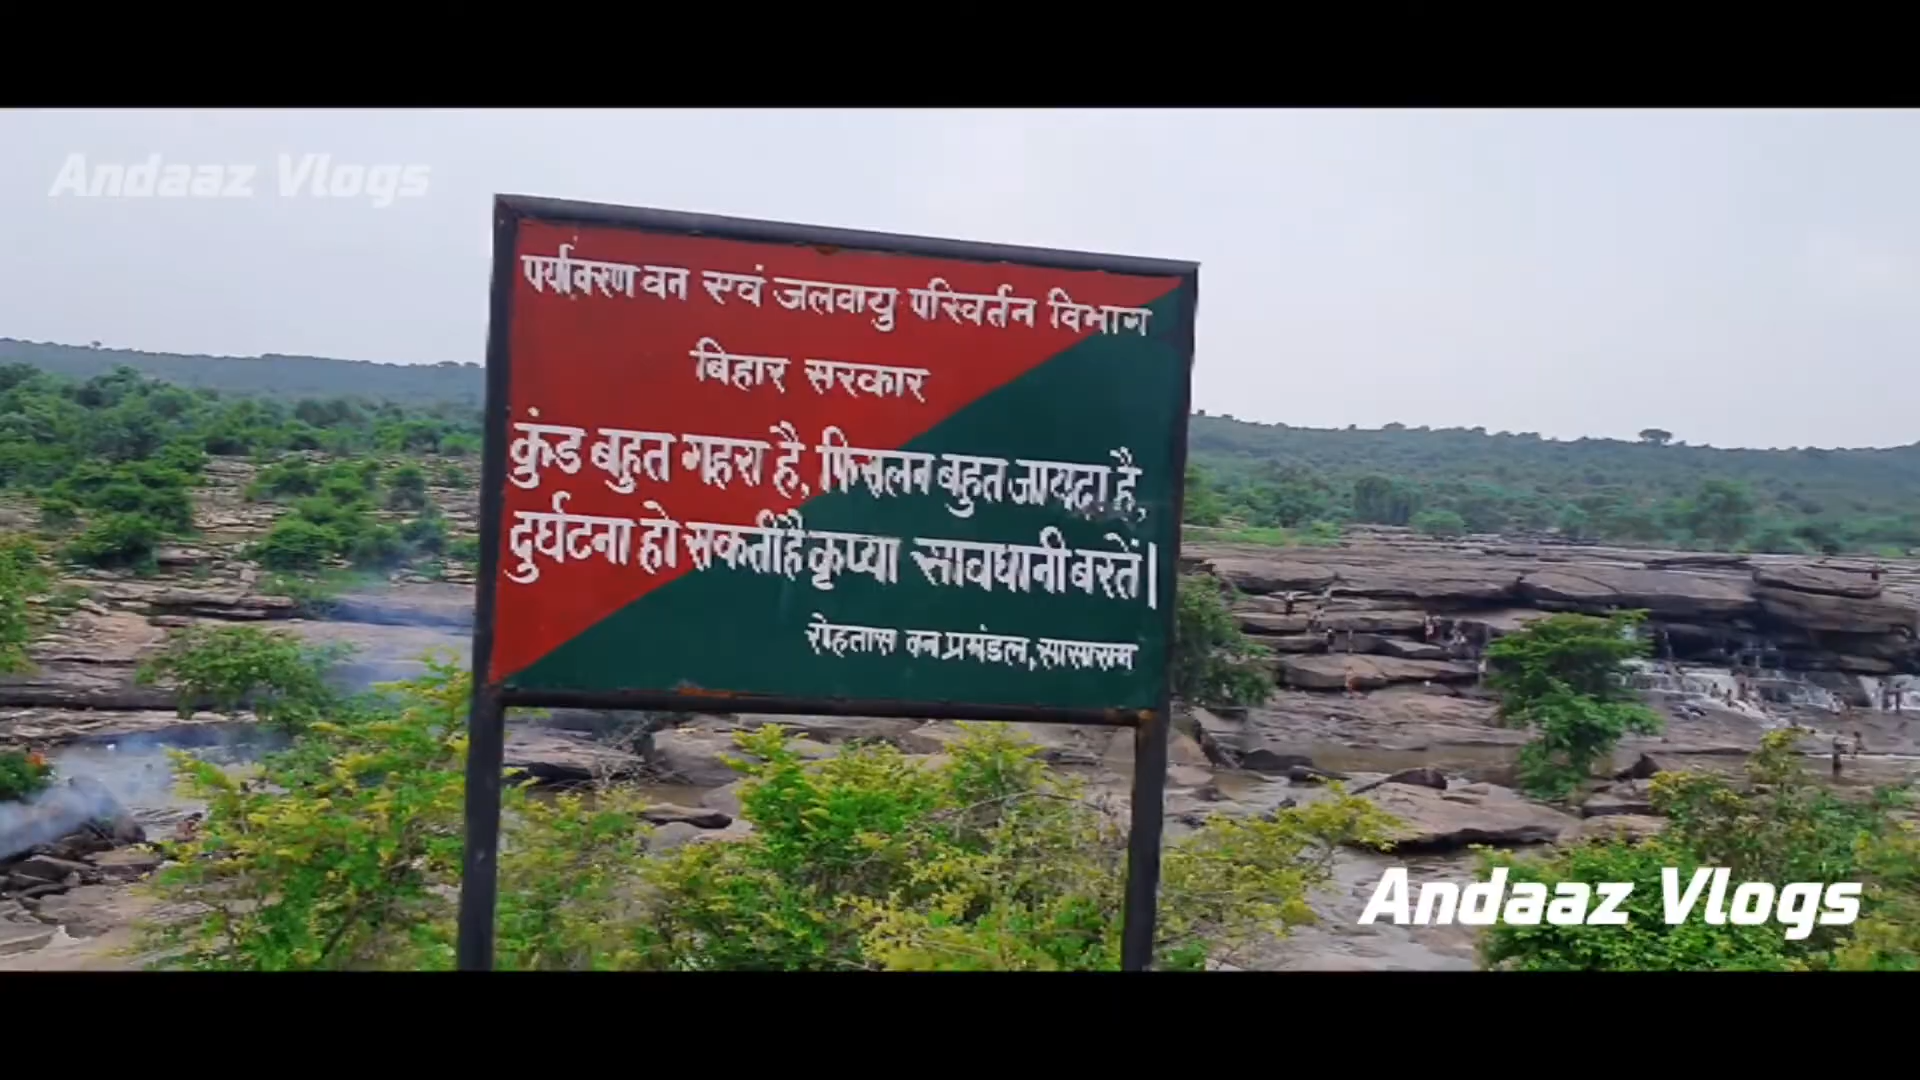 Andaaz Vlogs
पर्यावरण वन एवं जलवायु परिवर्तन विभाग
बिहार सरकार
कुंड बहुत गहरा है, फिसलन बहुत जायदा है,
दुर्घटना हो सकती है कृप्या सावधानी बरतें।
रोहतास वन प्रमंडल, सासाराम
Andaaz Vlogs